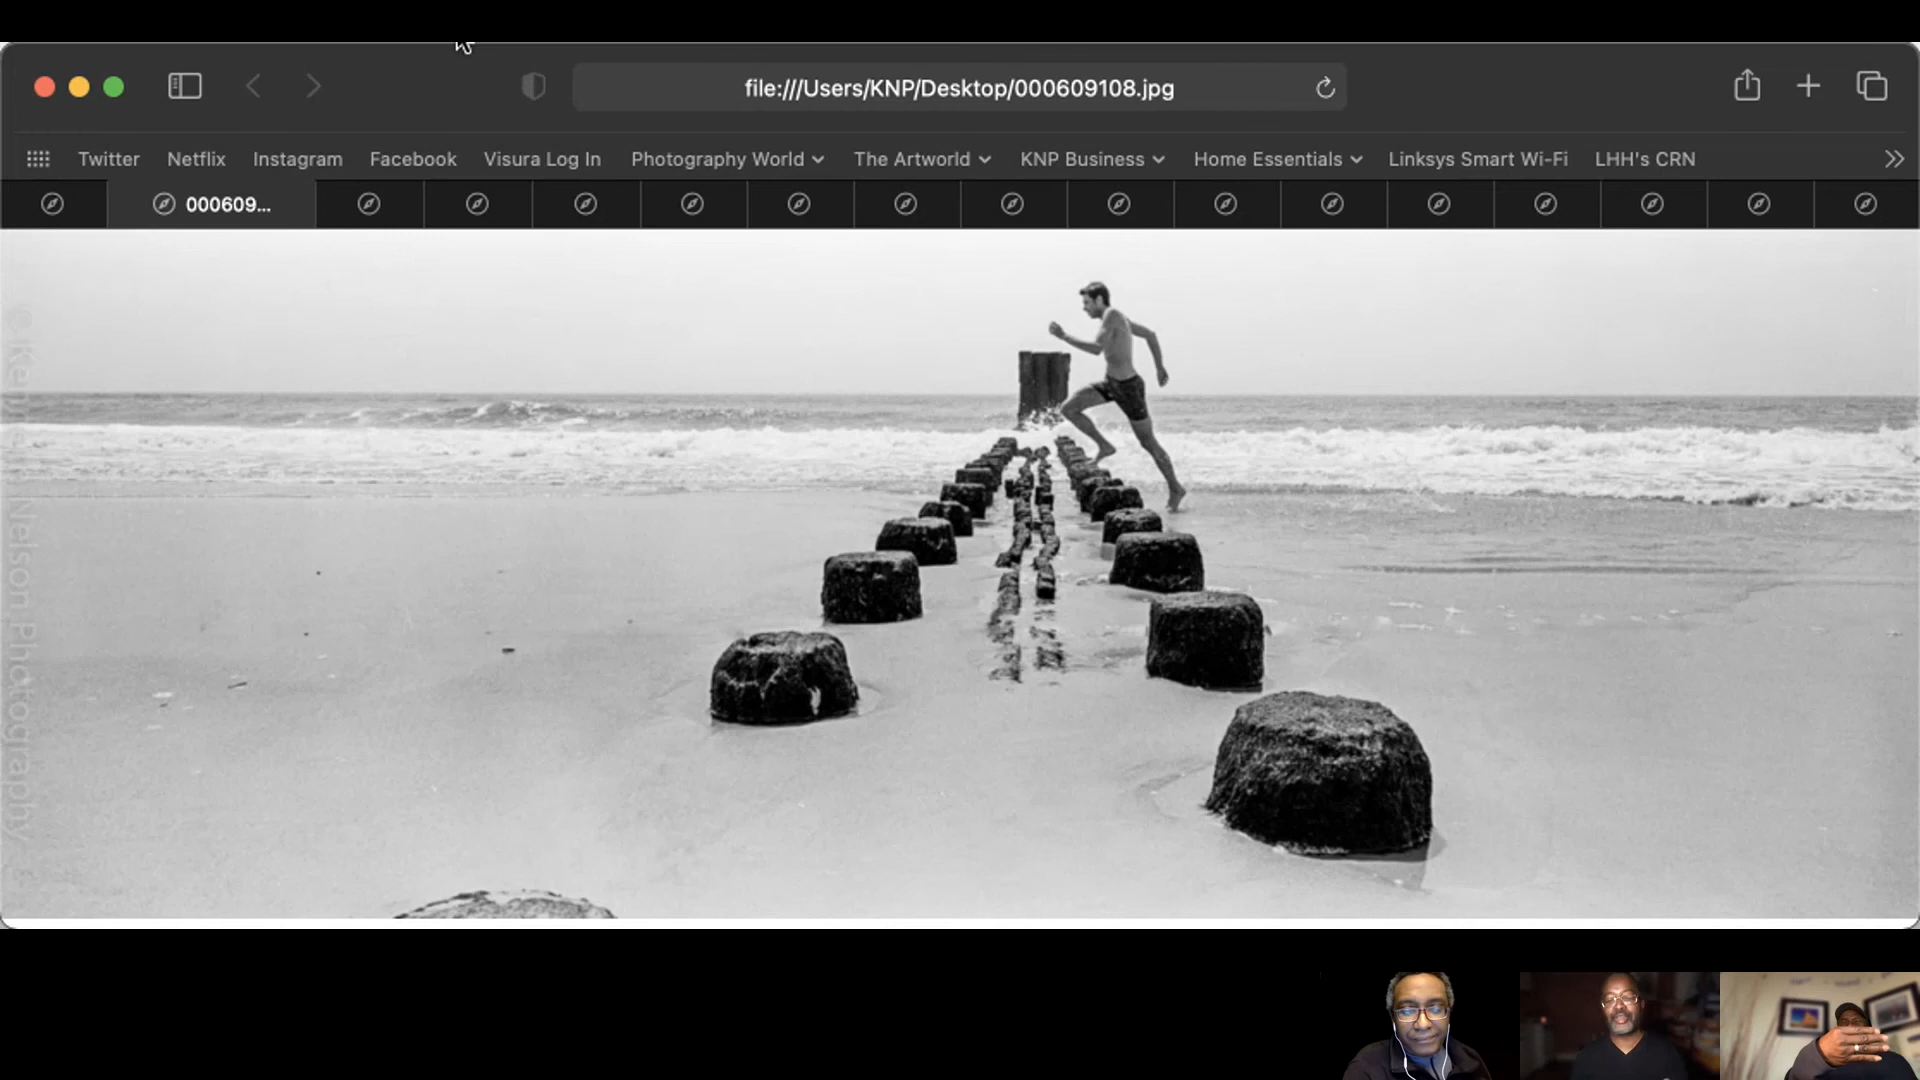 file:///Users/KNP/Desktop/000609108.jpg
Twitter Netflix Instagram Facebook Visura Log In Photography World The Artworld KNP Business Home Essentials Linksys Smart Wi-Fi LHH's CRN
000609...
Nelson Photography